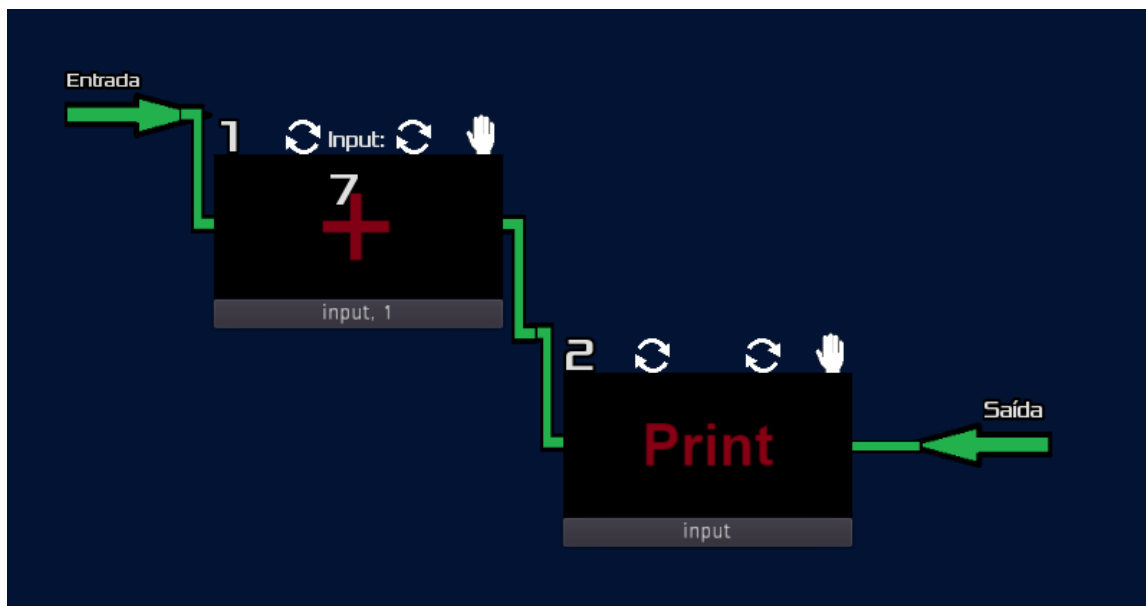 Entrada
1 Input:
7
+
input, 1
2
Print
input
Saída